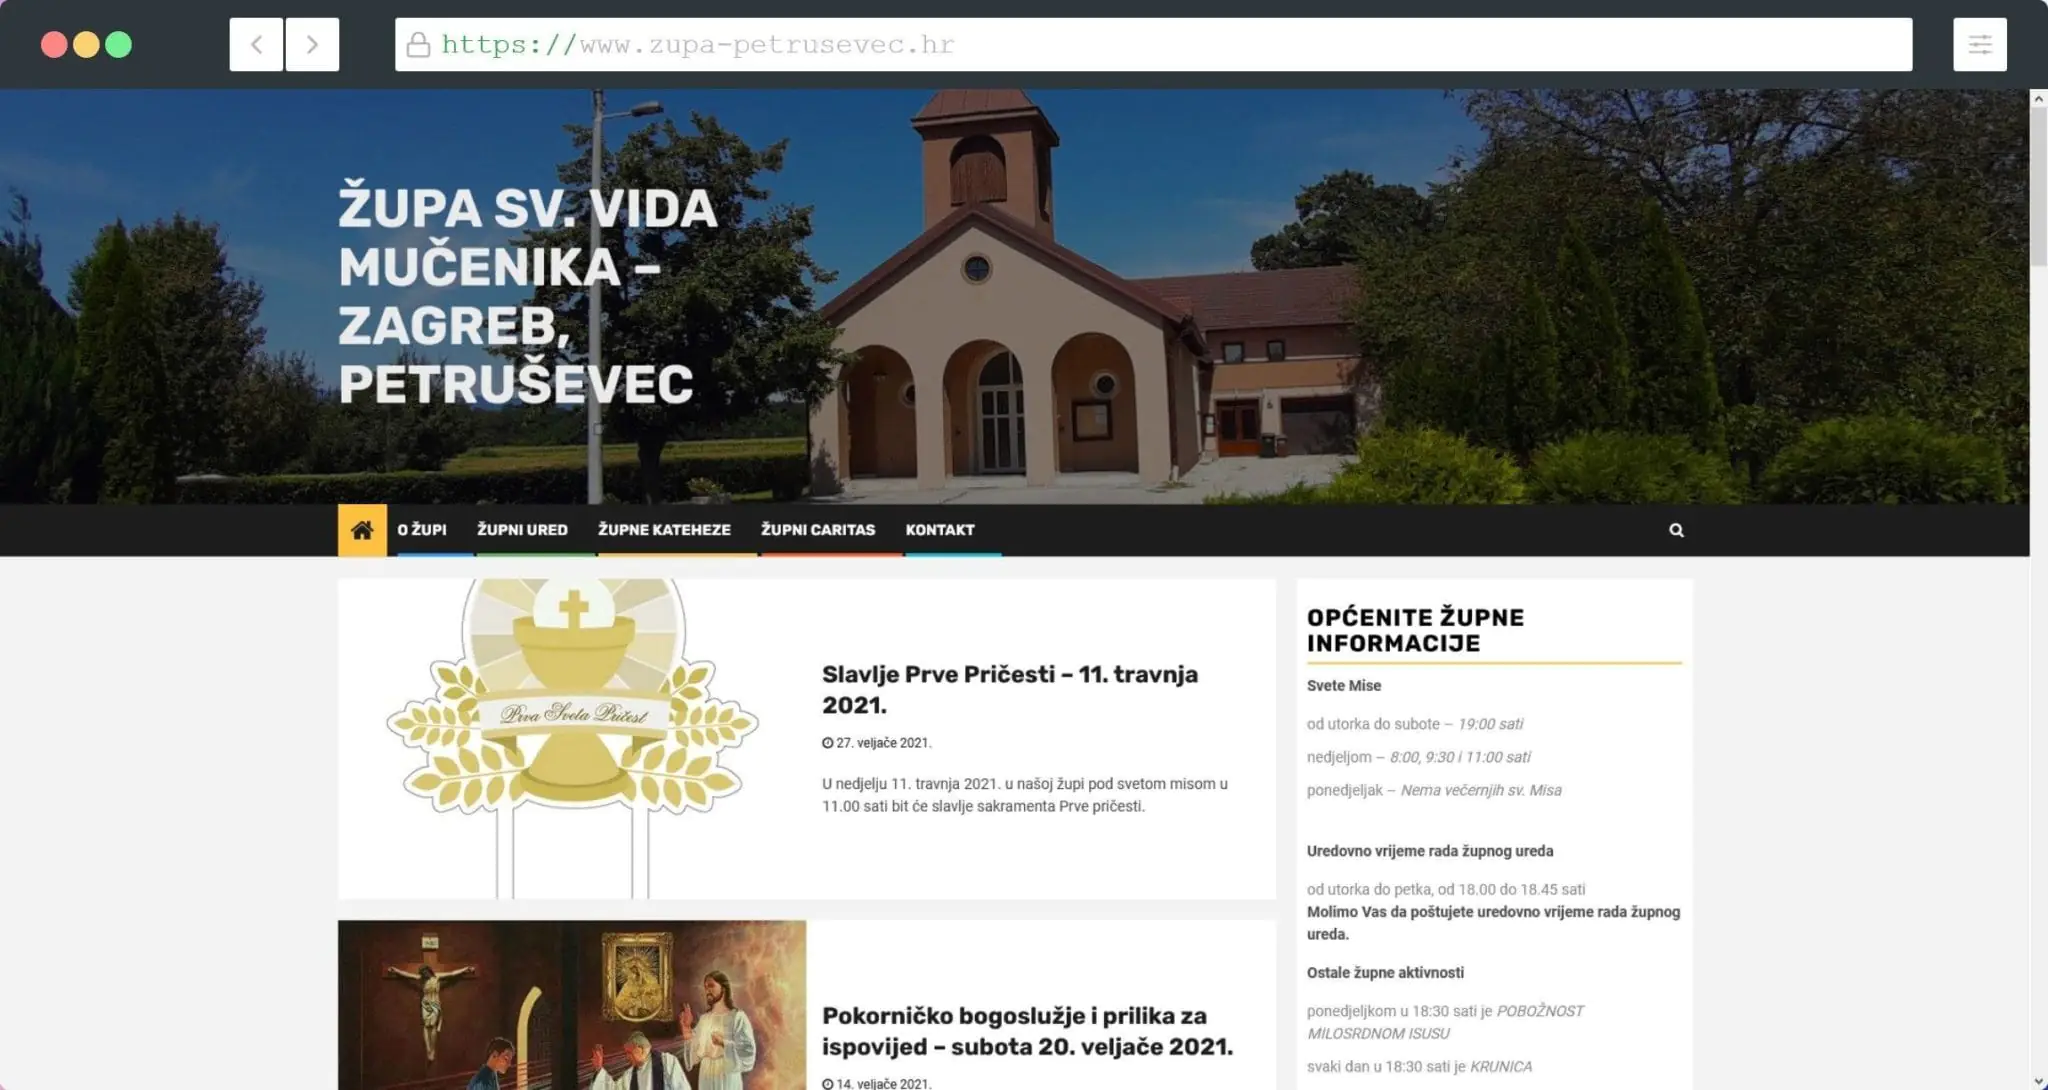 https://www.zupa-petrusevec.hr
ŽUPA SV. VIDA
MUČENIKA –
ZAGREB,
PETRUŠEVEC
O ŽUPI ŽUPNI URED ŽUPNE KATEHEZE ŽUPNI CARITAS KONTAKT
Prva Sveta Pričest
Slavlje Prve Pričesti – 11. travnja
2021.
27. veljače 2021.
U nedjelju 11. travnja 2021. u našoj župi pod svetom misom u
11.00 sati bit će slavlje sakramenta Prve pričesti.
Pokorničko bogoslužje i prilika za
ispovijed – subota 20. veljače 2021.
14. veljače 2021.
OPĆENITE ŽUPNE
INFORMACIJE
Svete Mise
od utorka do subote – 19:00 sati
nedjeljom – 8:00, 9:30 i 11:00 sati
ponedjeljak – Nema večernjih sv. Misa
Uredovno vrijeme rada župnog ureda
od utorka do petka, od 18.00 do 18.45 sati
Molimo Vas da poštujete uredovno vrijeme rada župnog
ureda.
Ostale župne aktivnosti
ponedjeljkom u 18:30 sati je POBOŽNOST
MILOSRDNOM ISUSU
svaki dan u 18:30 sati je KRUNICA